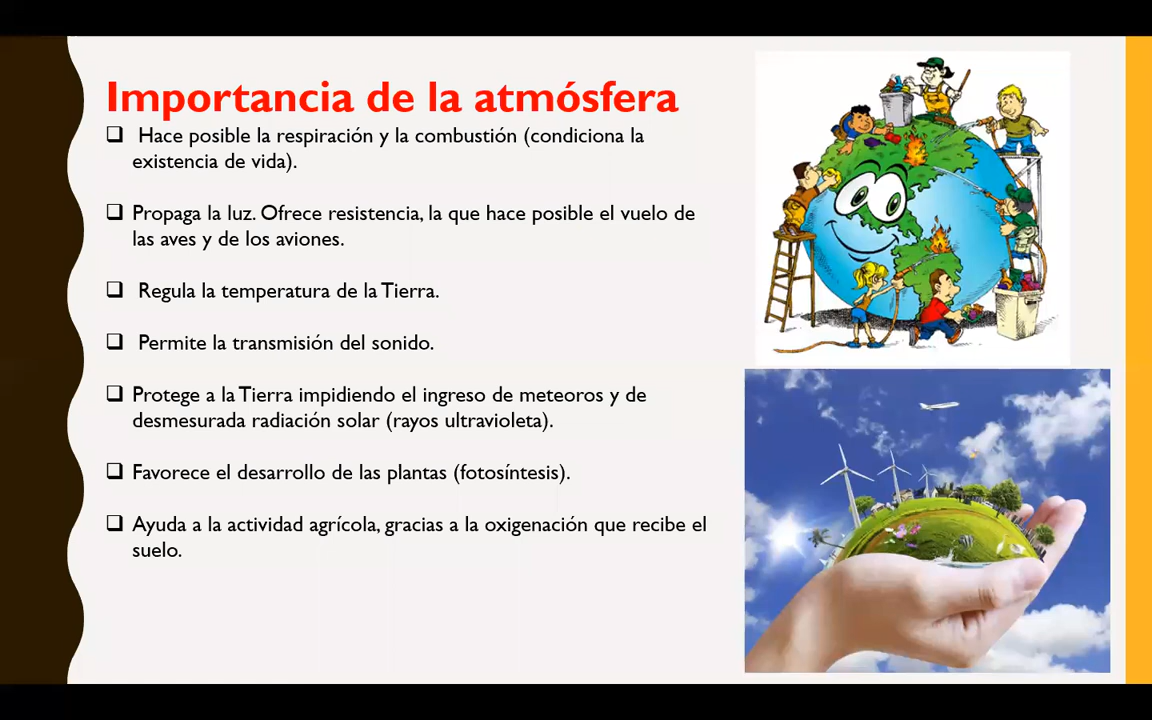 Importancia de la atmósfera
❑ Hace posible la respiración y la combustión (condiciona la
existencia de vida).
❑ Propaga la luz. Ofrece resistencia, la que hace posible el vuelo de
las aves y de los aviones.
❑ Regula la temperatura de la Tierra.
❑ Permite la transmisión del sonido.
❑ Protege a la Tierra impidiendo el ingreso de meteoros y de
desmesurada radiación solar (rayos ultravioleta).
❑ Favorece el desarrollo de las plantas (fotosíntesis).
❑ Ayuda a la actividad agrícola, gracias a la oxigenación que recibe el
suelo.